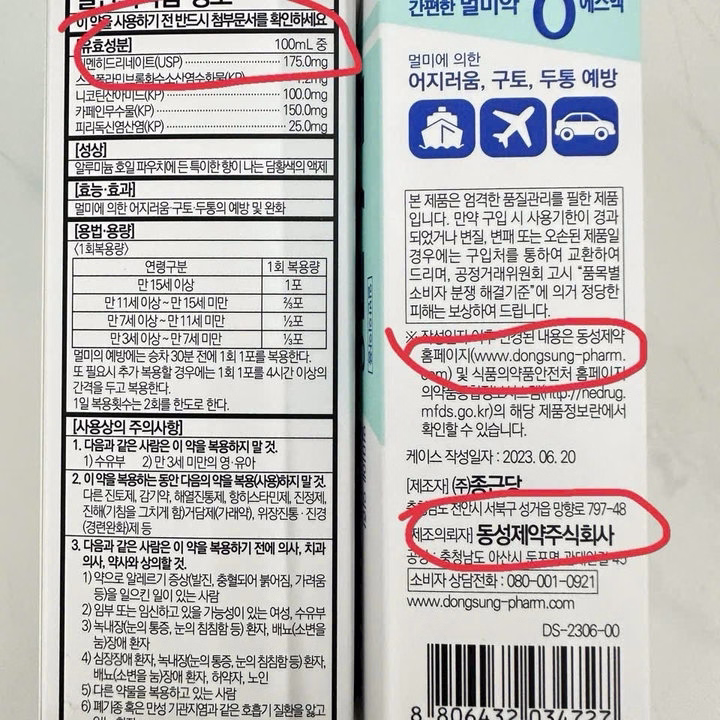 이 약을 사용하기 전 반드시 첨부문서를 확인하세요
[유효성분] 100mL 중
멘히드리네이트(USP) 175.0mg
니코틴산아미드(KP) 100.0mg
카페인무수물(KP) 150.0mg
피리독신염산염(KP) 25.0mg
[성상]
알루미늄 호일 파우치에 든 특이한 향이 나는 담황색의 액제
[효능·효과]
멀미에 의한 어지러움·구토·두통의 예방 및 완화
[용법·용량]
〈1회복용량〉
연령구분 1회 복용량
만 15세 이상 1포
만 11세 이상 ~ 만 15세 미만 ⅔포
만 7세 이상 ~ 만 11세 미만 ½포
만 3세 이상 ~ 만 7세 미만 ⅓포
멀미의 예방에는 승차 30분 전에 1회 1포를 복용한다.
또 필요시 추가 복용할 경우에는 1회 1포를 4시간 이상의
간격을 두고 복용한다.
1일 복용횟수는 2회를 한도로 한다.
[사용상의 주의사항]
1. 다음과 같은 사람은 이 약을 복용하지 말 것.
1) 수유부 2) 만 3세 미만의 영·유아
2. 이 약을 복용하는 동안 다음의 약을 복용(사용)하지 말 것.
다른 진토제, 감기약, 해열진통제, 항히스타민제, 진정제,
진해(기침을 그치게 함)거담제(가래약), 위장진통·진경
(경련완화)제 등
3. 다음과 같은 사람은 이 약을 복용하기 전에 의사, 치과
의사, 약사와 상의할 것.
1) 약으로 알레르기 증상(발진, 충혈되어 붉어짐, 가려움
등)을 일으킨 일이 있는 사람
2) 임부 또는 임신하고 있을 가능성이 있는 여성, 수유부
3) 녹내장(눈의 통증, 눈의 침침함 등) 환자, 배뇨(소변을
눔)장애 환자
4) 심장장애 환자, 녹내장(눈의 통증, 눈의 침침함 등) 환자,
배뇨(소변을 눔)장애 환자, 허약자, 노인
5) 다른 약물을 복용하고 있는 사람
6) 폐기종 혹은 만성 기관지염과 같은 호흡기 질환을 앓고
간편한 멀미약
멀미에 의한
어지러움, 구토, 두통 예방
본 제품은 엄격한 품질관리를 필한 제품
입니다. 만약 구입 시 사용기한이 경과
되었거나 변질, 변패 또는 오손된 제품일
경우에는 구입처를 통하여 교환하여
드리며, 공정거래위원회 고시 "품목별
소비자 분쟁 해결기준"에 의거 정당한
피해는 보상하여 드립니다.
※ 작성일자 이후 변경된 내용은 동성제약
홈페이지(www.dongsung-pharm.
com) 및 식품의약품안전처 홈페이지
의약품통합정보시스템(http://nedrug.
mfds.go.kr)의 해당 제품정보란에서
확인할 수 있습니다.
케이스 작성일자 : 2023. 06. 20
[제조자] (주)종근당
충청남도 천안시 서북구 성거읍 망향로 797-48
[제조의뢰자] 동성제약주식회사
공장 : 충청남도 아산시 둔포면
소비자 상담전화 : 080-001-0921
www.dongsung-pharm.com
DS-2306-00
8 806432 034727